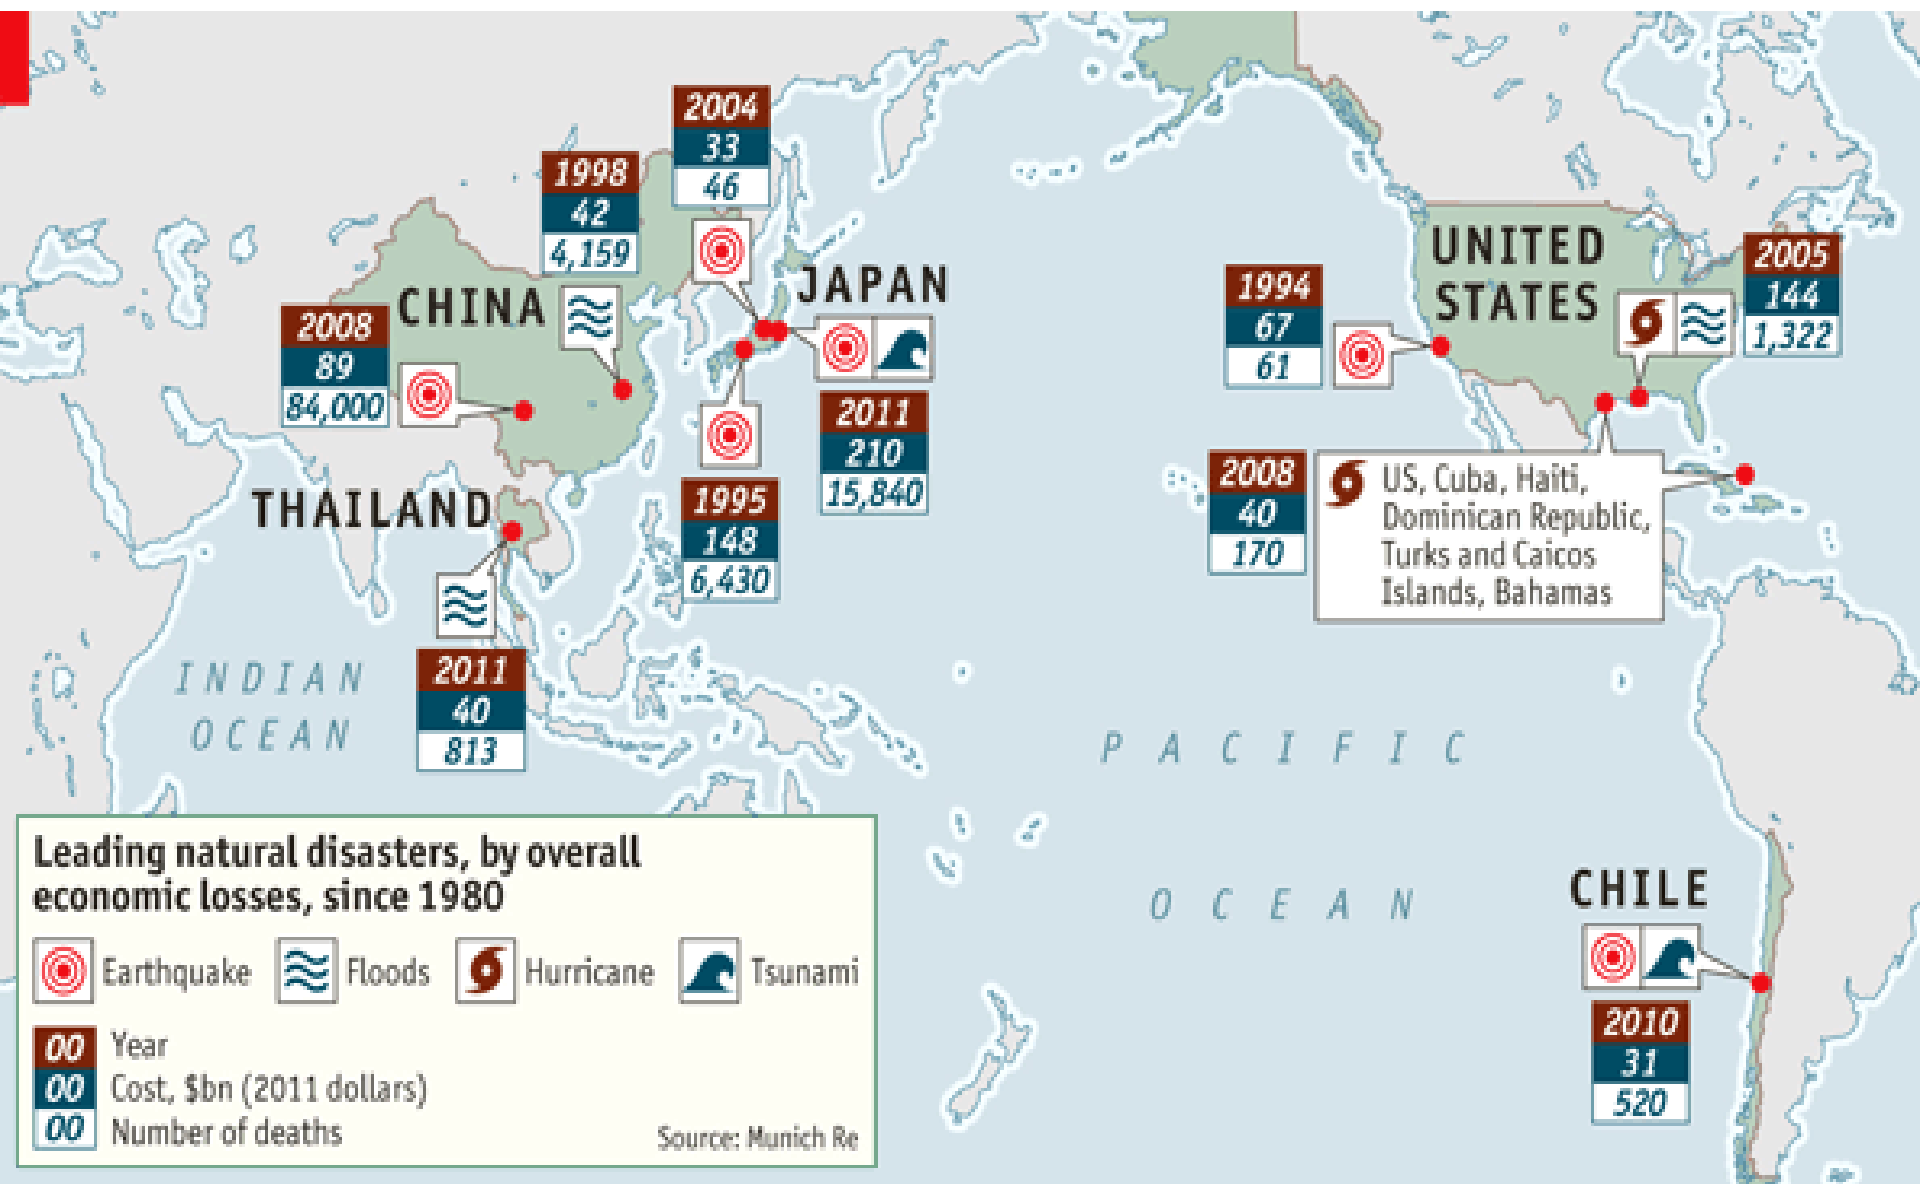 2004
33
46
1998
42
4,159
JAPAN
CHINA
2008
89
84,000
2011
210
15,840
1995
148
6,430
THAILAND
2011
40
813
INDIAN
OCEAN
UNITED
STATES
2005
144
1,322
1994
67
61
2008
40
170
US, Cuba, Haiti,
Dominican Republic,
Turks and Caicos
Islands, Bahamas
PACIFIC
OCEAN
CHILE
2010
31
520
Leading natural disasters, by overall
economic losses, since 1980
Earthquake Floods Hurricane Tsunami
00 Year
00 Cost, $bn (2011 dollars)
00 Number of deaths
Source: Munich Re